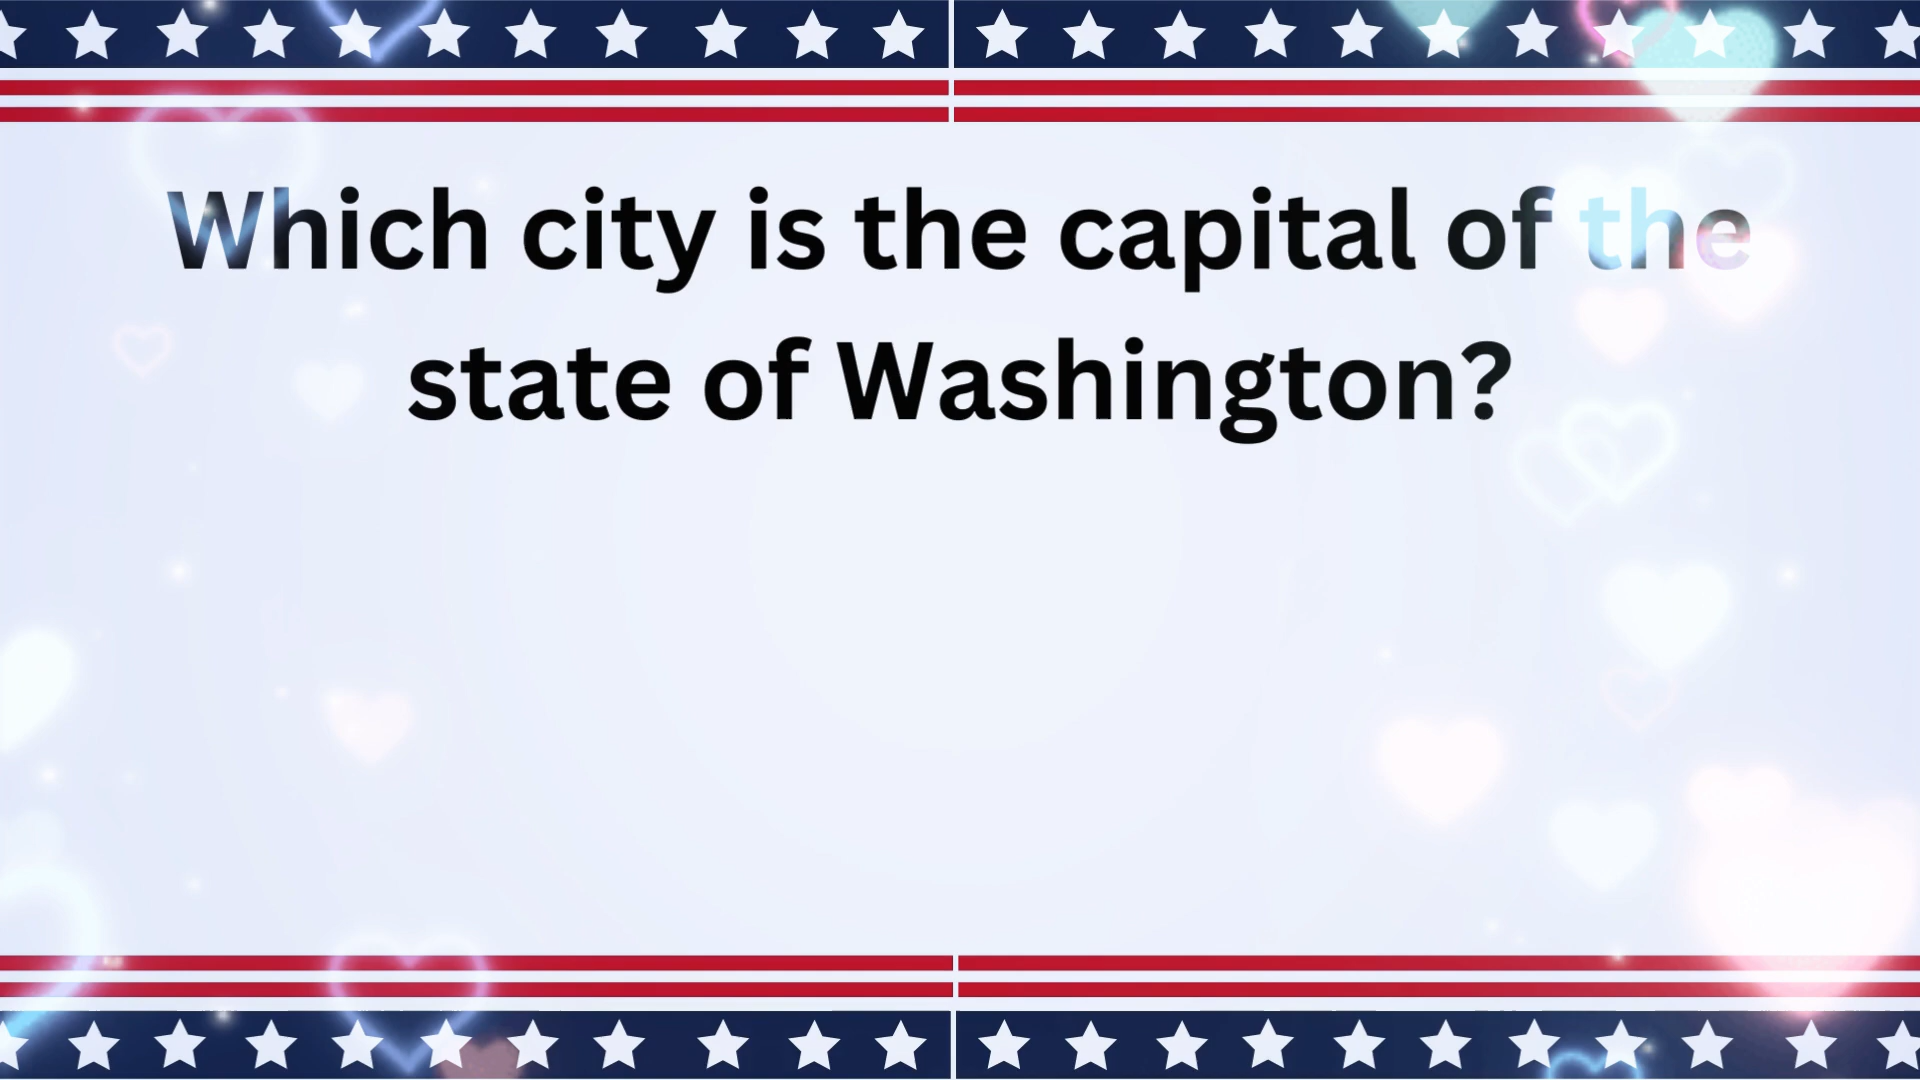 Which city is the capital of the
state of Washington?